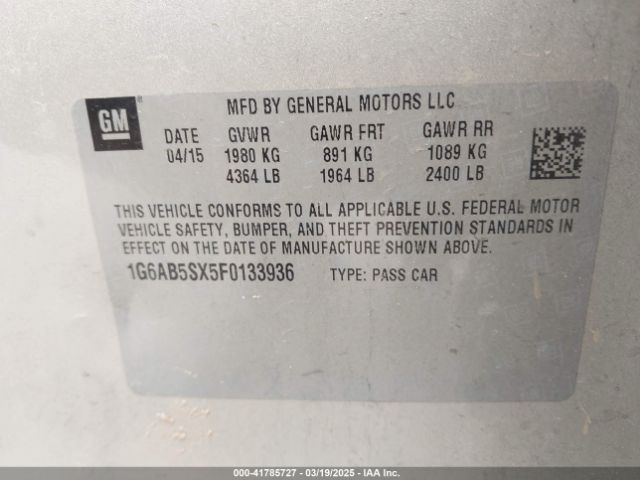 GM®
MFD BY GENERAL MOTORS LLC
DATE GVWR GAWR FRT GAWR RR
04/15 1980 KG 891 KG 1089 KG
4364 LB 1964 LB 2400 LB
THIS VEHICLE CONFORMS TO ALL APPLICABLE U.S. FEDERAL MOTOR
VEHICLE SAFETY, BUMPER, AND THEFT PREVENTION STANDARDS IN
EFFECT ON THE DATE OF MANUFACTURE SHOWN ABOVE.
1G6AB5SX5F0133936 TYPE: PASS CAR
000-41785727 - 03/19/2025 - IAA Inc.